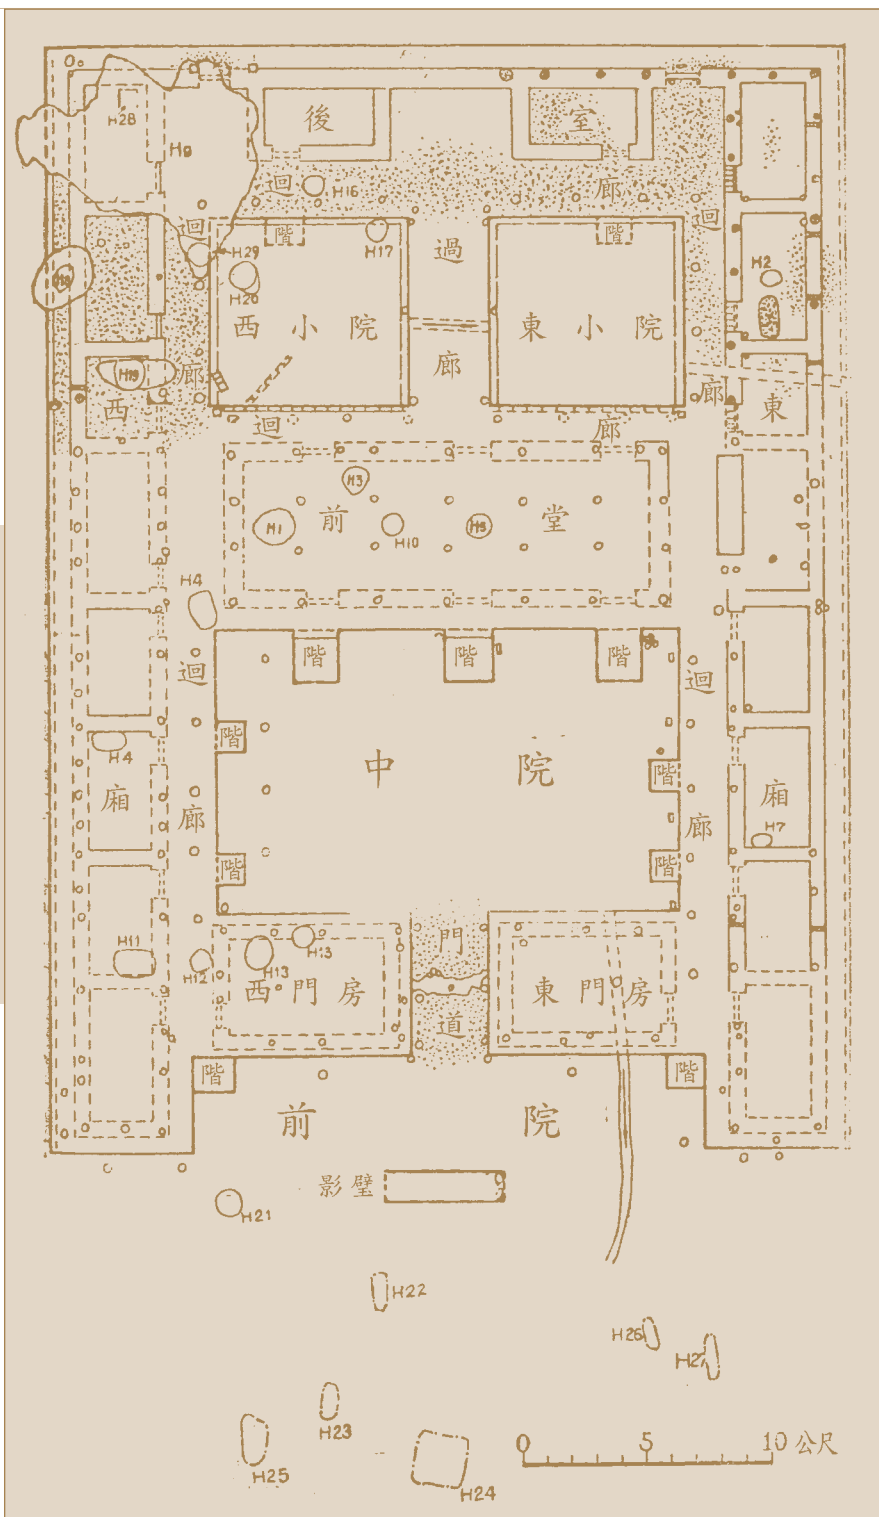 H28
H9
後
室
迴
H16
廊
迴
迴
階
H17
過
階
H29
H20
H2
西小院
東小院
H19
西
廊
廊
廊
東
迴
廊
H3
H1
前
H10
堂
H4
階
階
階
迴
迴
階
中院
階
H4
廂
廂
廊
廊
H7
階
階
H11
H12
H13
H13
門
西門房
東門房
道
階
階
前院
影壁
H21
H22
H26
H23
H25
H24
0 5 10公尺